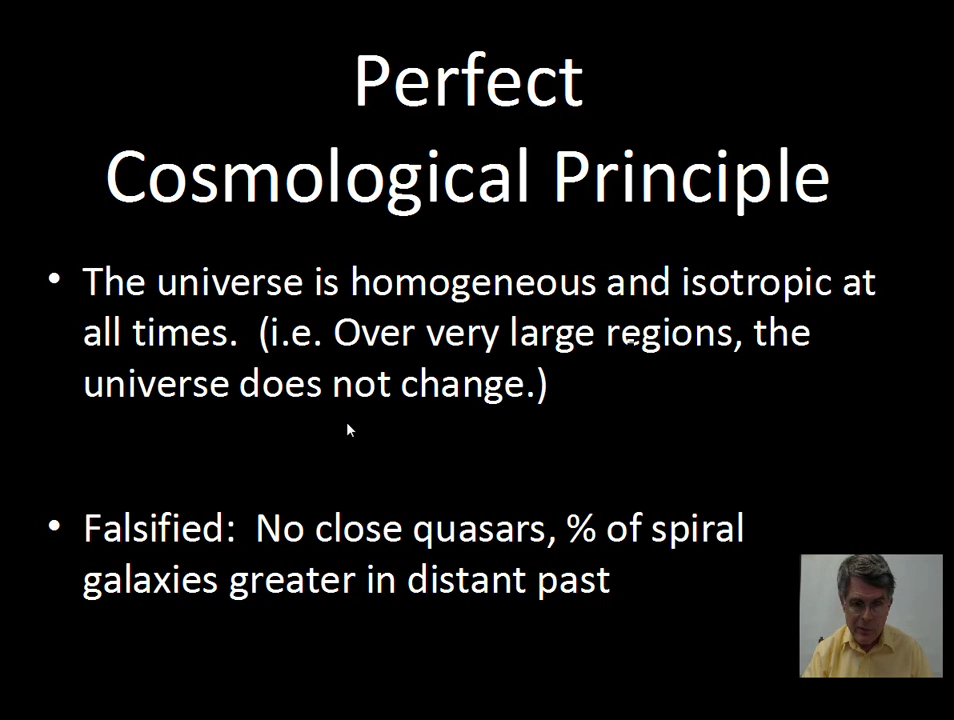 Perfect
Cosmological Principle
• The universe is homogeneous and isotropic at
all times.  (i.e. Over very large regions, the
universe does not change.)
• Falsified:  No close quasars, % of spiral
galaxies greater in distant past